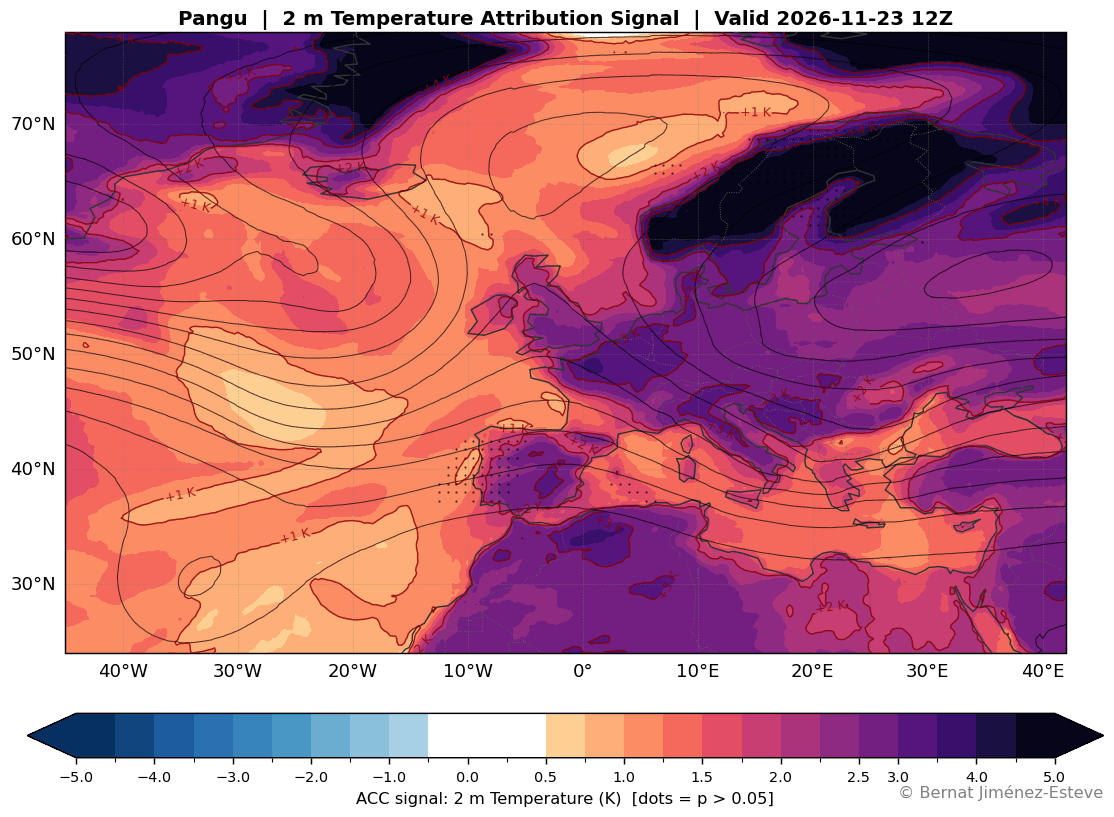 Pangu | 2 m Temperature Attribution Signal | Valid 2026-11-23 12Z
70°N
60°N
50°N
40°N
30°N
+1 K
+2 K
+2 K
+2 K
+1 K
+1 K
+2 K
+1 K
+2 K
+1 K
+1 K
+2 K
40°W
30°W
20°W
10°W
0°
10°E
20°E
30°E
40°E
−5.0
−4.0
−3.0
−2.0
−1.0
0.0
0.5
1.0
1.5
2.0
2.5
3.0
4.0
5.0
ACC signal: 2 m Temperature (K) [dots = p > 0.05]
© Bernat Jiménez-Esteve